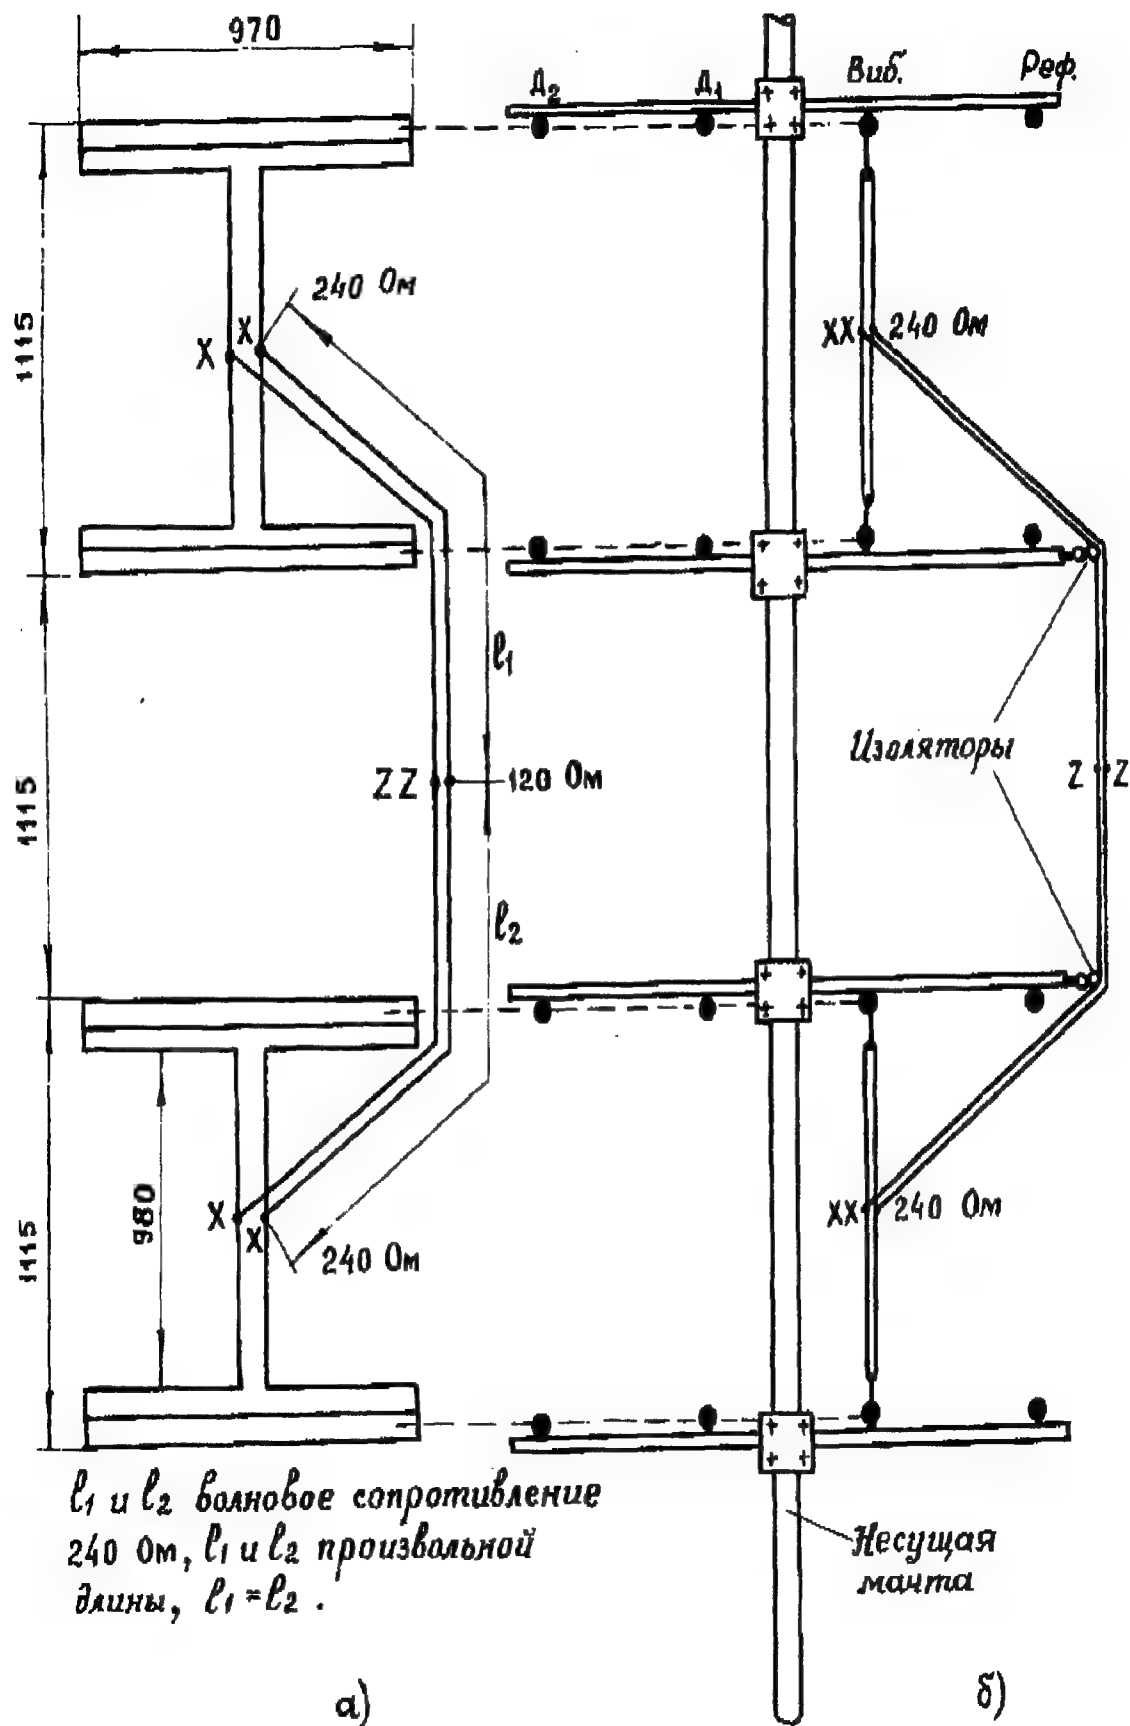 970
Д₂
Д₁
Виб.
Реф.
1115
240 Ом
X
X
XX
240 Ом
ℓ₁
Изоляторы
1115
ZZ
120 Ом
Z
Z
ℓ₂
1115
980
X
X
240 Ом
XX
240 Ом
ℓ₁ и ℓ₂ волновое сопротивление
240 Ом, ℓ₁ и ℓ₂ произвольной
длины, ℓ₁=ℓ₂.
Несущая
мачта
а)
б)